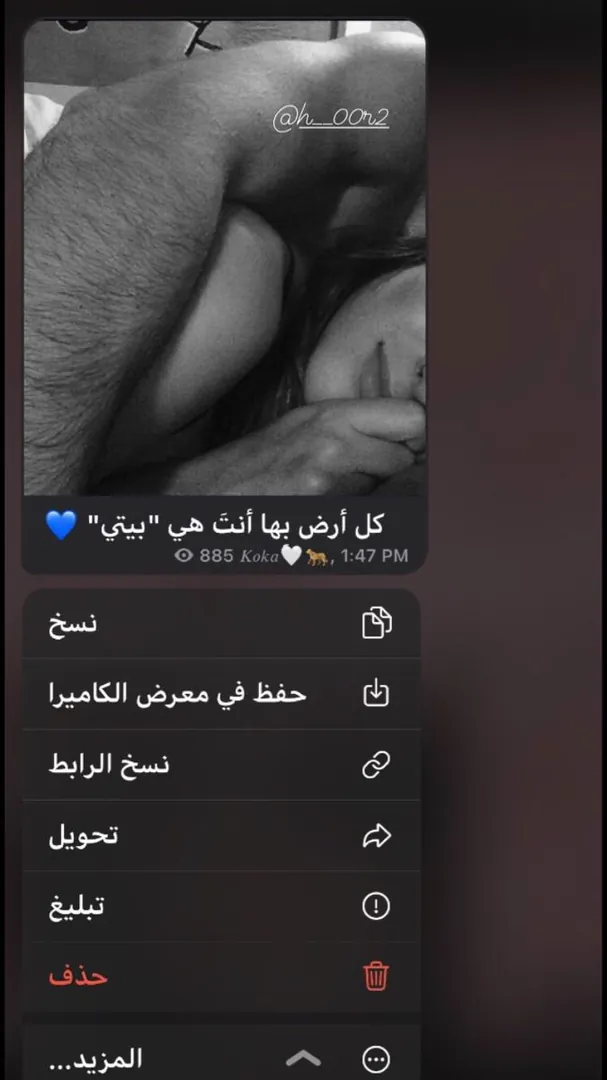 @h__00r2
كل أرض بها أنتَ هي "بيتي" 💙
885 Koka🤍🐆, 1:47 PM
نسخ
حفظ في معرض الكاميرا
نسخ الرابط
تحويل
تبليغ
حذف
المزيد...